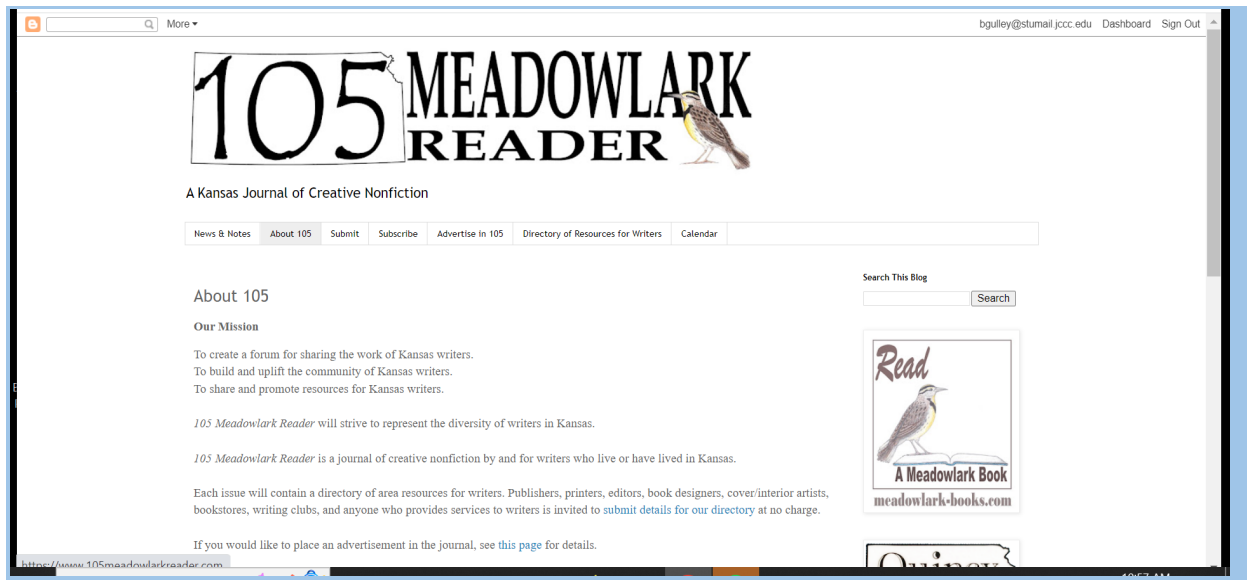 More
bgulley@stumail.jccc.edu Dashboard Sign Out
105 MEADOWLARK
READER
A Kansas Journal of Creative Nonfiction
News & Notes About 105 Submit Subscribe Advertise in 105 Directory of Resources for Writers Calendar
About 105
Our Mission
To create a forum for sharing the work of Kansas writers.
To build and uplift the community of Kansas writers.
To share and promote resources for Kansas writers.
105 Meadowlark Reader will strive to represent the diversity of writers in Kansas.
105 Meadowlark Reader is a journal of creative nonfiction by and for writers who live or have lived in Kansas.
Each issue will contain a directory of area resources for writers. Publishers, printers, editors, book designers, cover/interior artists,
bookstores, writing clubs, and anyone who provides services to writers is invited to submit details for our directory at no charge.
If you would like to place an advertisement in the journal, see this page for details.
Search This Blog
Search
Read
A Meadowlark Book
meadowlark-books.com
Quincy
https://www.105meadowlarkreader.com
10:57 AM